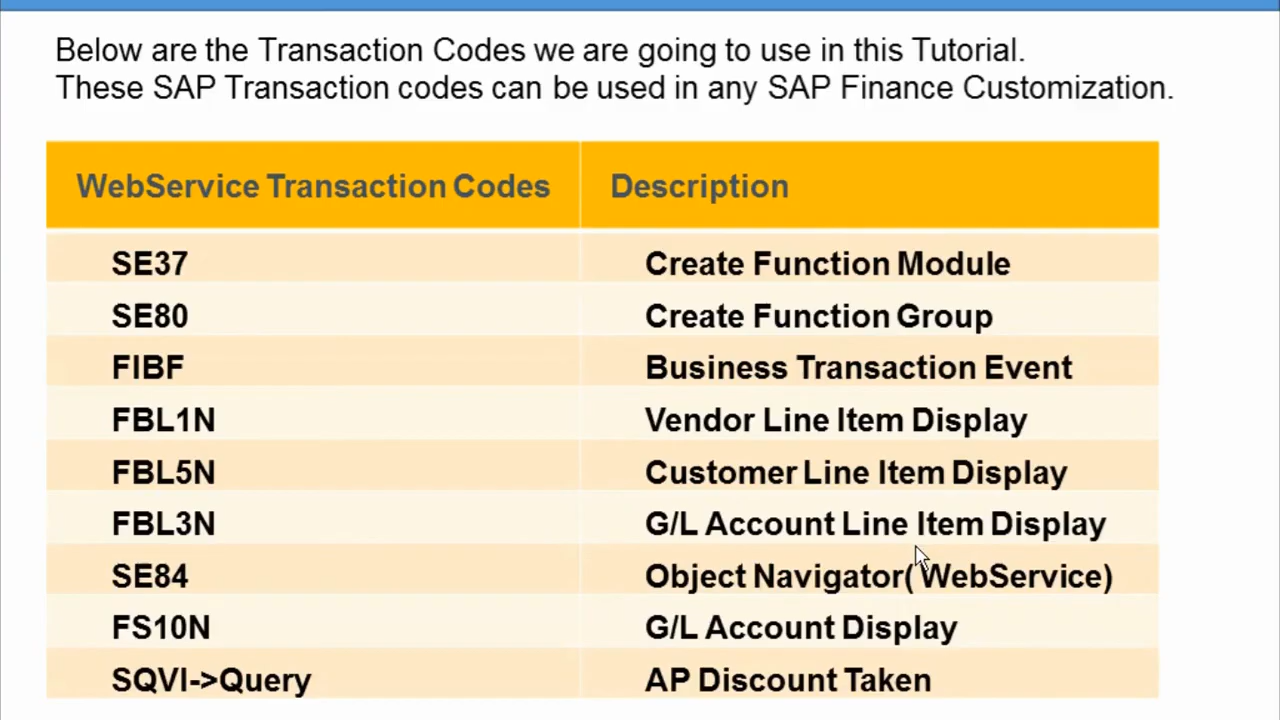 Below are the Transaction Codes we are going to use in this Tutorial.
These SAP Transaction codes can be used in any SAP Finance Customization.
WebService Transaction Codes Description
SE37 Create Function Module
SE80 Create Function Group
FIBF Business Transaction Event
FBL1N Vendor Line Item Display
FBL5N Customer Line Item Display
FBL3N G/L Account Line Item Display
SE84 Object Navigator( WebService)
FS10N G/L Account Display
SQVI->Query AP Discount Taken